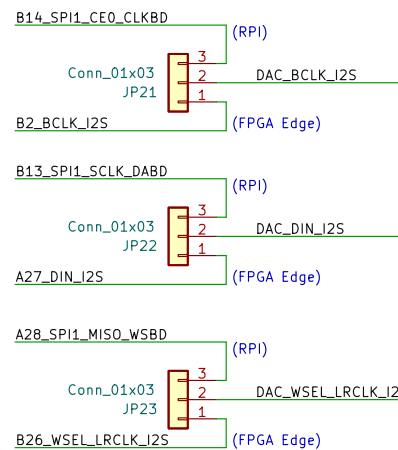 B14_SPI1_CE0_CLKBD
(RPI)
3
Conn_01x03
2
DAC_BCLK_I2S
JP21
1
B2_BCLK_I2S
(FPGA Edge)
B13_SPI1_SCLK_DABD
(RPI)
3
Conn_01x03
2
DAC_DIN_I2S
JP22
1
A27_DIN_I2S
(FPGA Edge)
A28_SPI1_MISO_WSBD
(RPI)
3
Conn_01x03
2
DAC_WSEL_LRCLK_I2
JP23
1
B26_WSEL_LRCLK_I2S
(FPGA Edge)